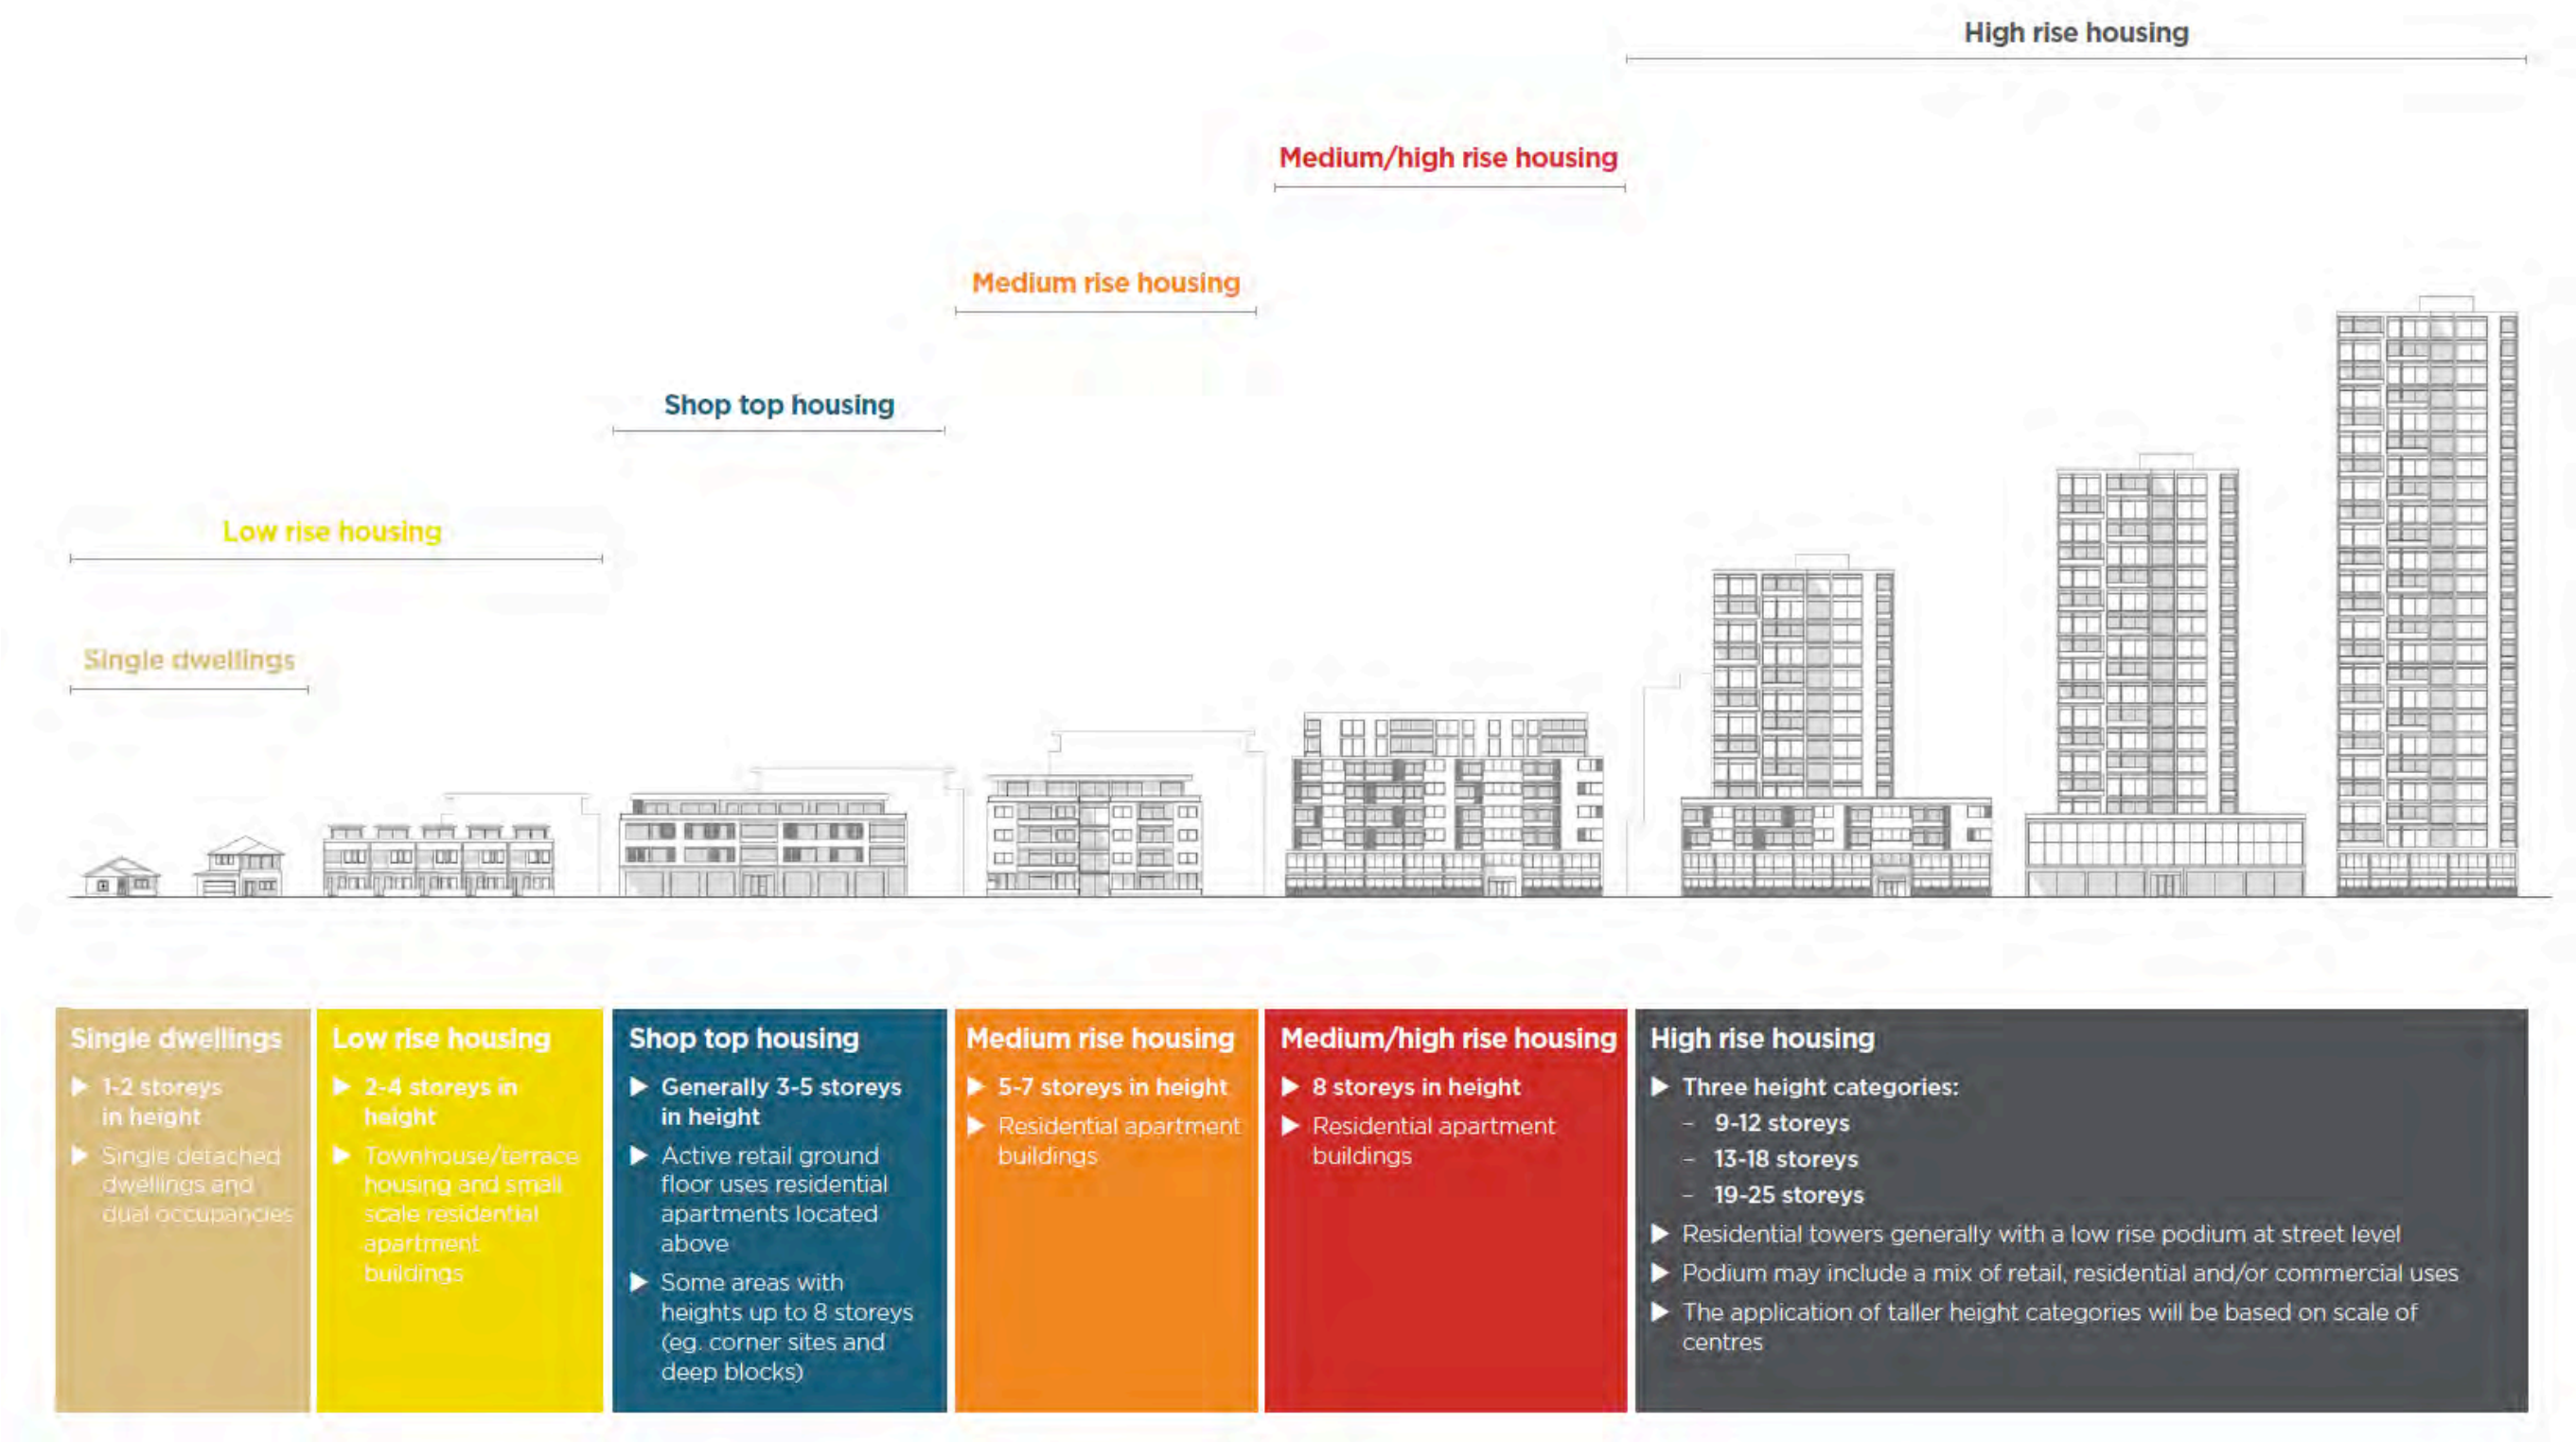 High rise housing
Medium/high rise housing
Medium rise housing
Shop top housing
Low rise housing
Single dwellings
Single dwellings
▶ 1-2 storeys
in height
▶ Single detached
dwellings and
dual occupancies
Low rise housing
▶ 2-4 storeys in
height
▶ Townhouse/terrace
housing and small
scale residential
apartment
buildings
Shop top housing
▶ Generally 3-5 storeys
in height
▶ Active retail ground
floor uses residential
apartments located
above
▶ Some areas with
heights up to 8 storeys
(eg. corner sites and
deep blocks)
Medium rise housing
▶ 5-7 storeys in height
▶ Residential apartment
buildings
Medium/high rise housing
▶ 8 storeys in height
▶ Residential apartment
buildings
High rise housing
▶ Three height categories:
– 9-12 storeys
– 13-18 storeys
– 19-25 storeys
▶ Residential towers generally with a low rise podium at street level
▶ Podium may include a mix of retail, residential and/or commercial uses
▶ The application of taller height categories will be based on scale of
centres